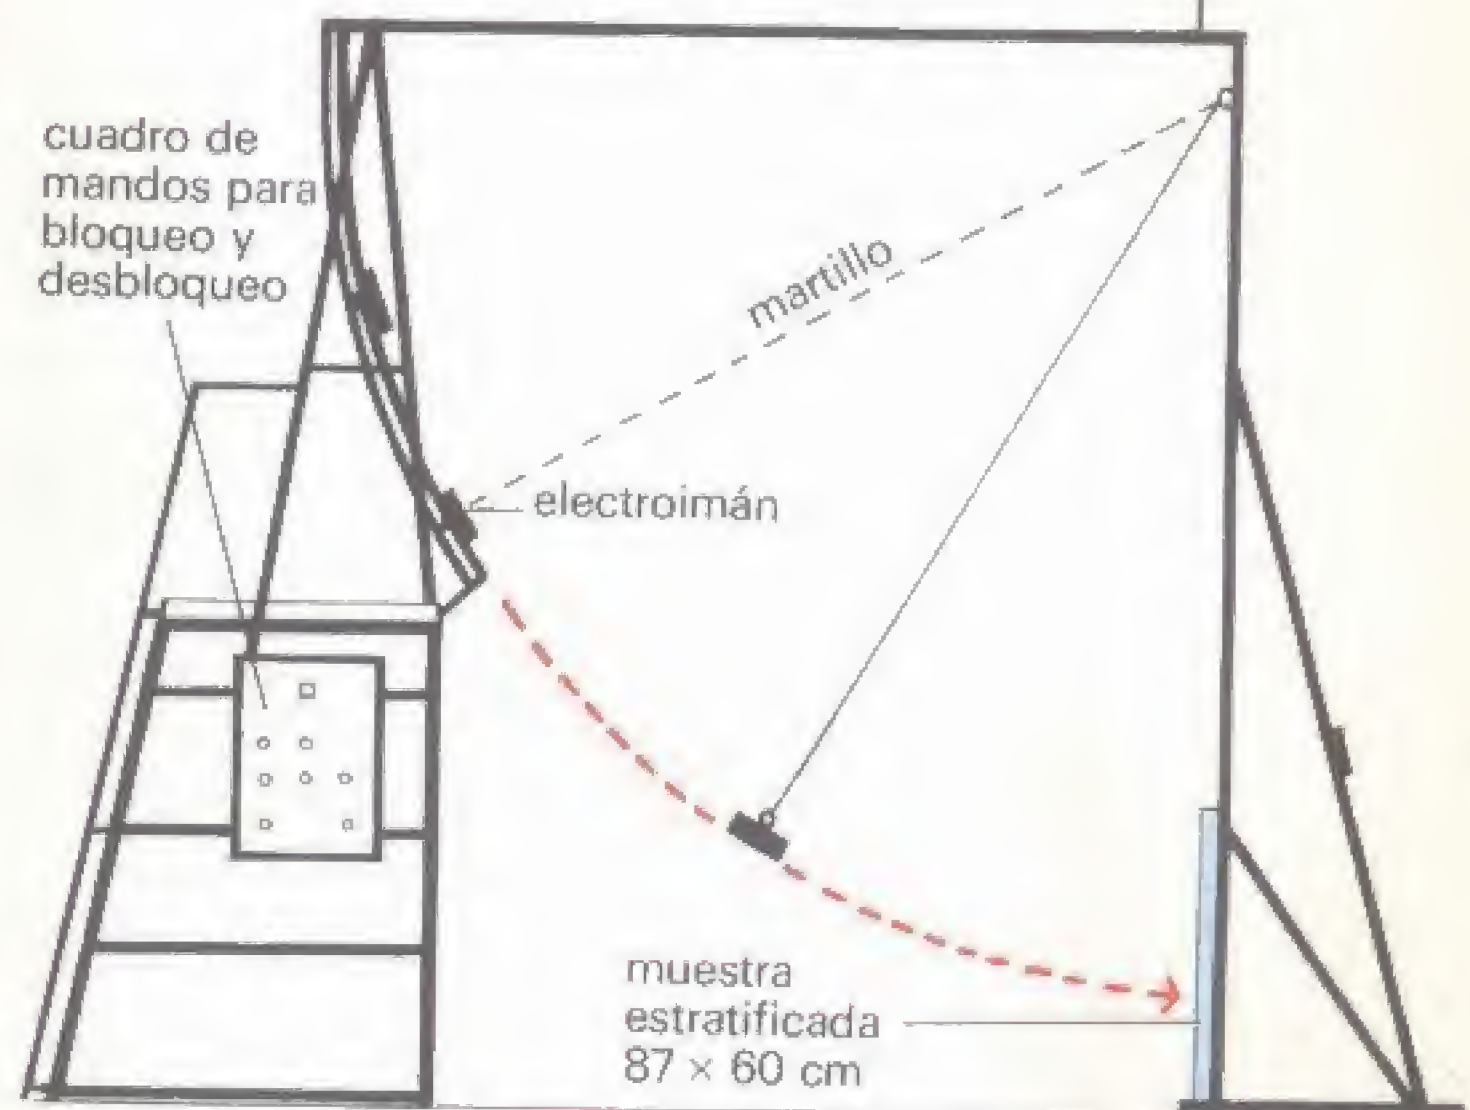 cuadro de
mandos para
bloqueo y
desbloqueo
martillo
electroimán
muestra
estratificada
87 × 60 cm